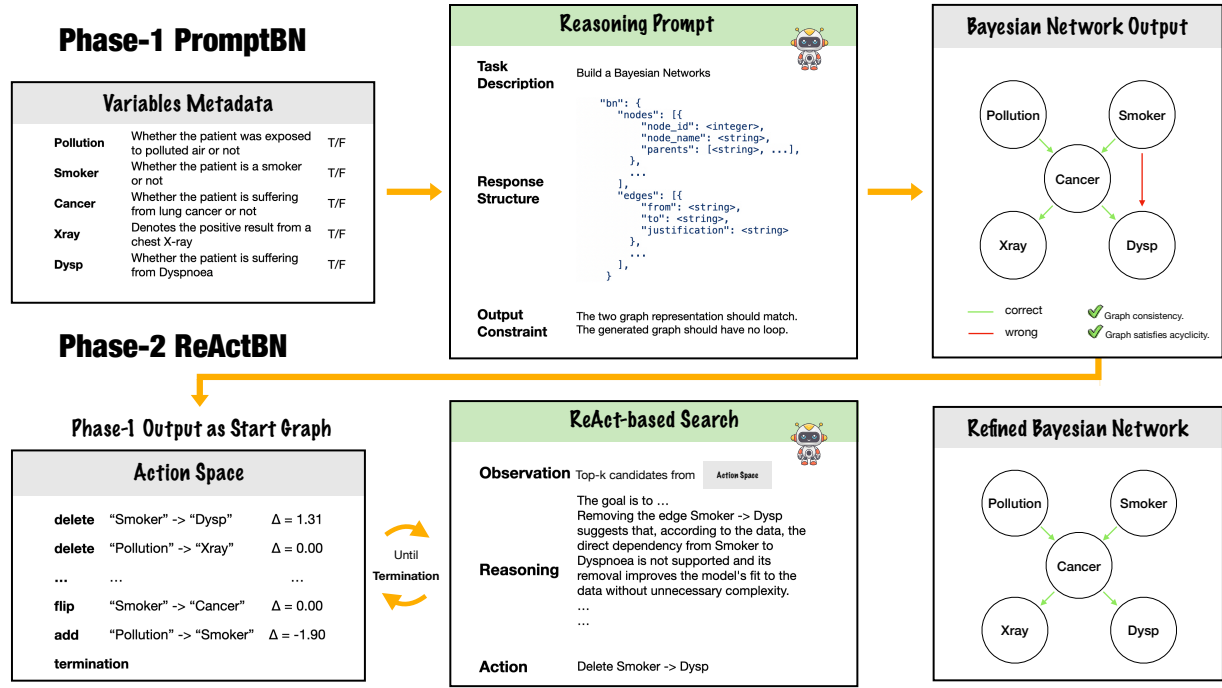 Phase-1 PromptBN
Variables Metadata
Pollution Whether the patient was exposed to polluted air or not T/F
Smoker Whether the patient is a smoker or not T/F
Cancer Whether the patient is suffering from lung cancer or not T/F
Xray Denotes the positive result from a chest X-ray T/F
Dysp Whether the patient is suffering from Dyspnoea T/F
Reasoning Prompt
Task Description Build a Bayesian Networks
Response Structure
"bn": {
"nodes": [{
"node_id": <integer>,
"node_name": <string>,
"parents": [<string>, ...],
},
...
],
"edges": [{
"from": <string>,
"to": <string>,
"justification": <string>
},
...
],
}
Output Constraint
The two graph representation should match.
The generated graph should have no loop.
Bayesian Network Output
Pollution
Smoker
Cancer
Xray
Dysp
correct
wrong
Graph consistency.
Graph satisfies acyclicity.
Phase-2 ReActBN
Phase-1 Output as Start Graph
Action Space
delete "Smoker" -> "Dysp" Δ = 1.31
delete "Pollution" -> "Xray" Δ = 0.00
... ... ...
flip "Smoker" -> "Cancer" Δ = 0.00
add "Pollution" -> "Smoker" Δ = -1.90
termination
Until
Termination
ReAct-based Search
Observation Top-k candidates from Action Space
Reasoning
The goal is to ...
Removing the edge Smoker -> Dysp
suggests that, according to the data, the
direct dependency from Smoker to
Dyspnoea is not supported and its
removal improves the model's fit to the
data without unnecessary complexity.
...
...
Action Delete Smoker -> Dysp
Refined Bayesian Network
Pollution
Smoker
Cancer
Xray
Dysp